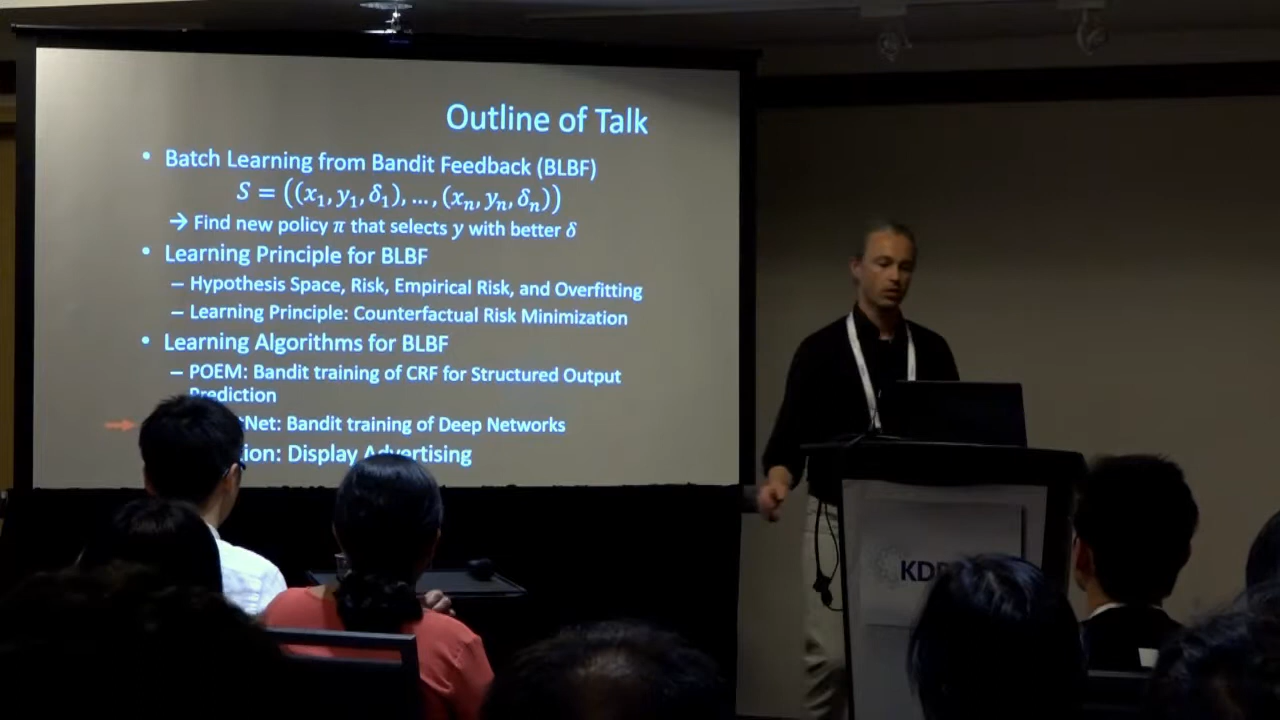 Outline of Talk
• Batch Learning from Bandit Feedback (BLBF)
S = ((x₁, y₁, δ₁), … , (xₙ, yₙ, δₙ))
→ Find new policy π that selects y with better δ
• Learning Principle for BLBF
– Hypothesis Space, Risk, Empirical Risk, and Overfitting
– Learning Principle: Counterfactual Risk Minimization
• Learning Algorithms for BLBF
– POEM: Bandit training of CRF for Structured Output
Prediction
Net: Bandit training of Deep Networks
Display Advertising